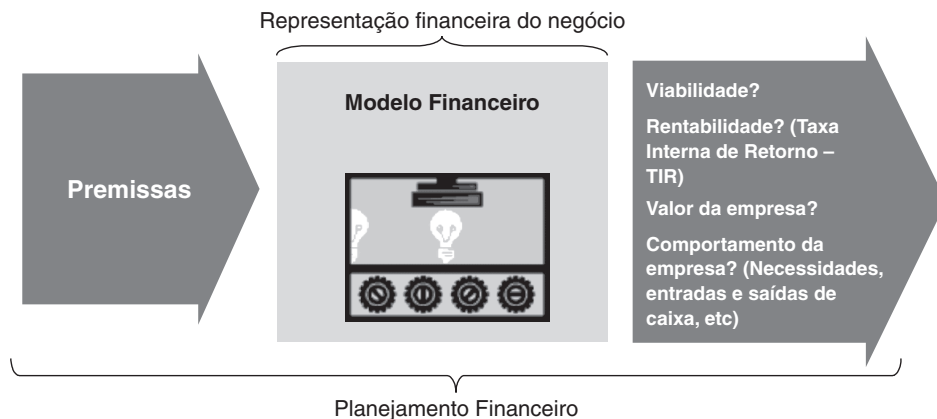 Representação financeira do negócio
Premissas
Modelo Financeiro
Viabilidade?
Rentabilidade? (Taxa
Interna de Retorno –
TIR)
Valor da empresa?
Comportamento da
empresa? (Necessidades,
entradas e saídas de
caixa, etc)
Planejamento Financeiro